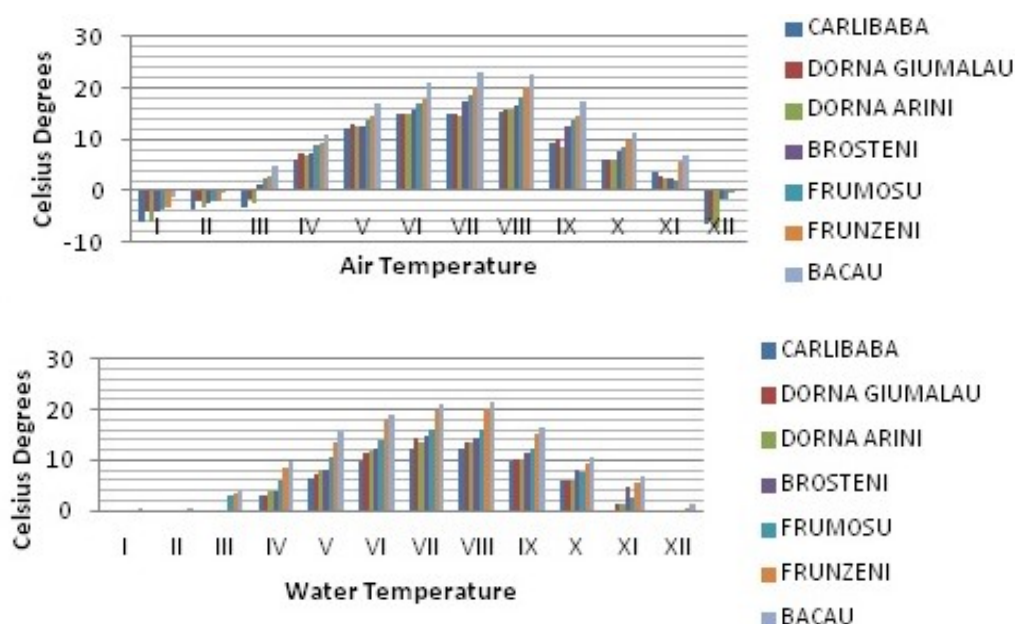 30
20
10
0
-10
Celsius Degrees
I II III IV V VI VII VIII IX X XI XII
Air Temperature
CARLIBABA
DORNA GIUMALAU
DORNA ARINI
BROSTENI
FRUMOSU
FRUNZENI
BACAU
30
20
10
0
Celsius Degrees
I II III IV V VI VII VIII IX X XI XII
Water Temperature
CARLIBABA
DORNA GIUMALAU
DORNA ARINI
BROSTENI
FRUMOSU
FRUNZENI
BACAU